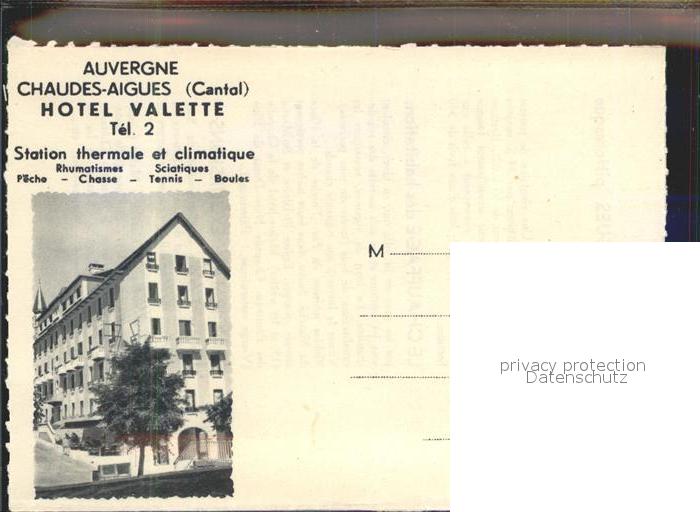 AUVERGNE
CHAUDES-AIGUES (Cantal)
HOTEL VALETTE
Tél. 2
Station thermale et climatique
Rhumatismes Sciatiques
Pêche - Chasse - Tennis - Boules
M
privacy protection
Datenschutz